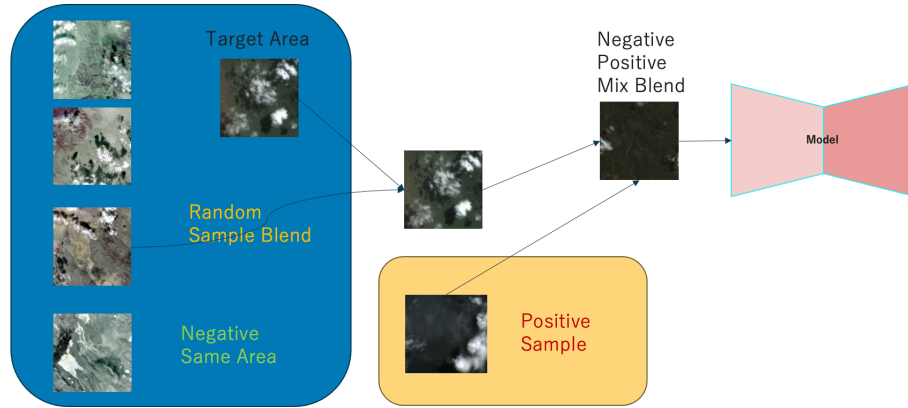 Target Area
Negative
Positive
Mix Blend
Model
Random
Sample Blend
Positive
Sample
Negative
Same Area